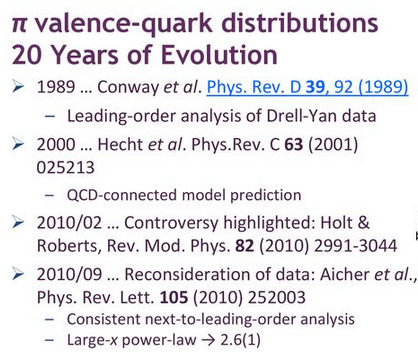 π valence-quark distributions
20 Years of Evolution
➢ 1989 … Conway et al. Phys. Rev. D 39, 92 (1989)
– Leading-order analysis of Drell-Yan data
➢ 2000 … Hecht et al. Phys.Rev. C 63 (2001)
025213
– QCD-connected model prediction
➢ 2010/02 … Controversy highlighted: Holt &
Roberts, Rev. Mod. Phys. 82 (2010) 2991-3044
➢ 2010/09 … Reconsideration of data: Aicher et al.,
Phys. Rev. Lett. 105 (2010) 252003
– Consistent next-to-leading-order analysis
– Large-x power-law → 2.6(1)